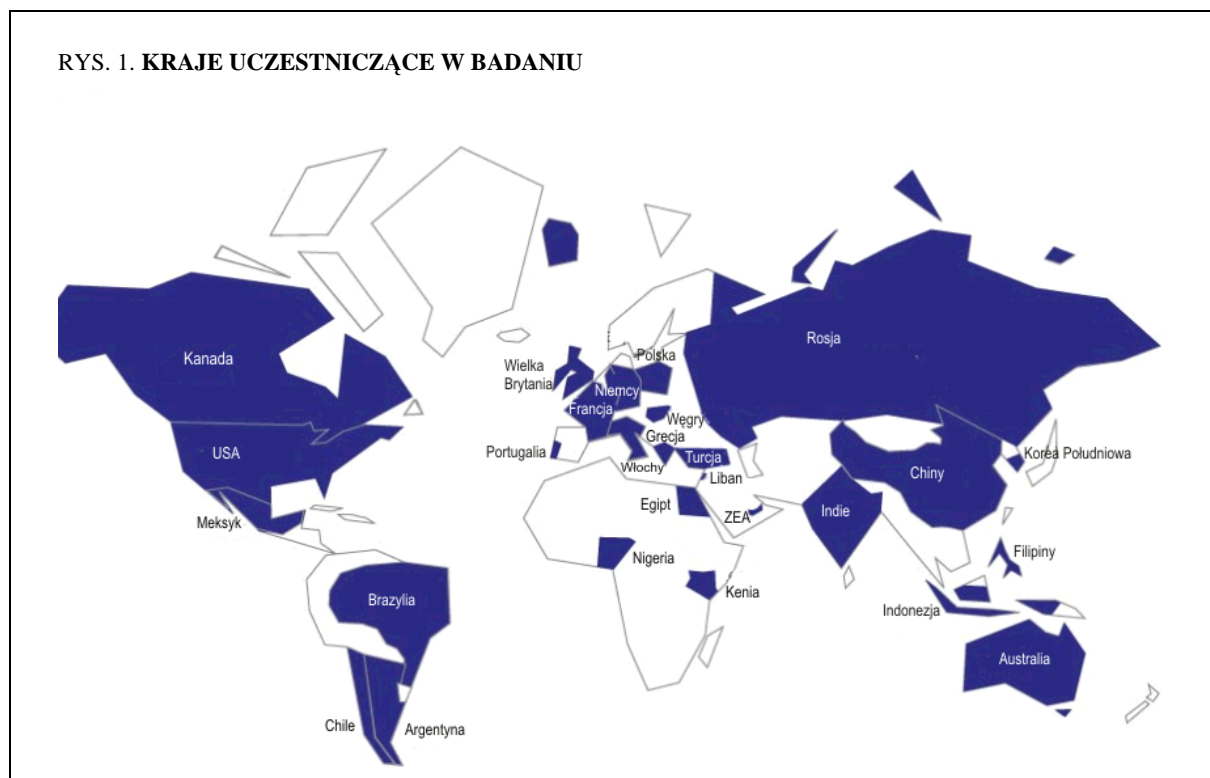 RYS. 1. KRAJE UCZESTNICZĄCE W BADANIU
Kanada
USA
Meksyk
Brazylia
Chile
Argentyna
Wielka
Brytania
Portugalia
Francja
Niemcy
Polska
Węgry
Grecja
Włochy
Turcja
Liban
Egipt
ZEA
Nigeria
Kenia
Rosja
Chiny
Korea Południowa
Indie
Filipiny
Indonezja
Australia